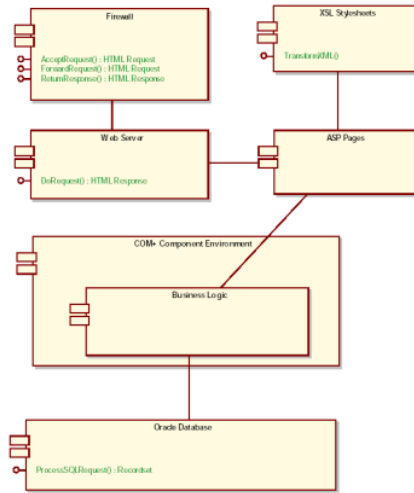 Firewall
AcceptRequest() : HTML Request
ForwardRequest() : HTML Request
ReturnResponse() : HTML Response
XSL Stylesheets
TransformXML()
Web Server
DoRequest() : HTML Response
ASP Pages
COM+ Component Environment
Business Logic
Oracle Database
ProcessSQLRequest() : Recordset